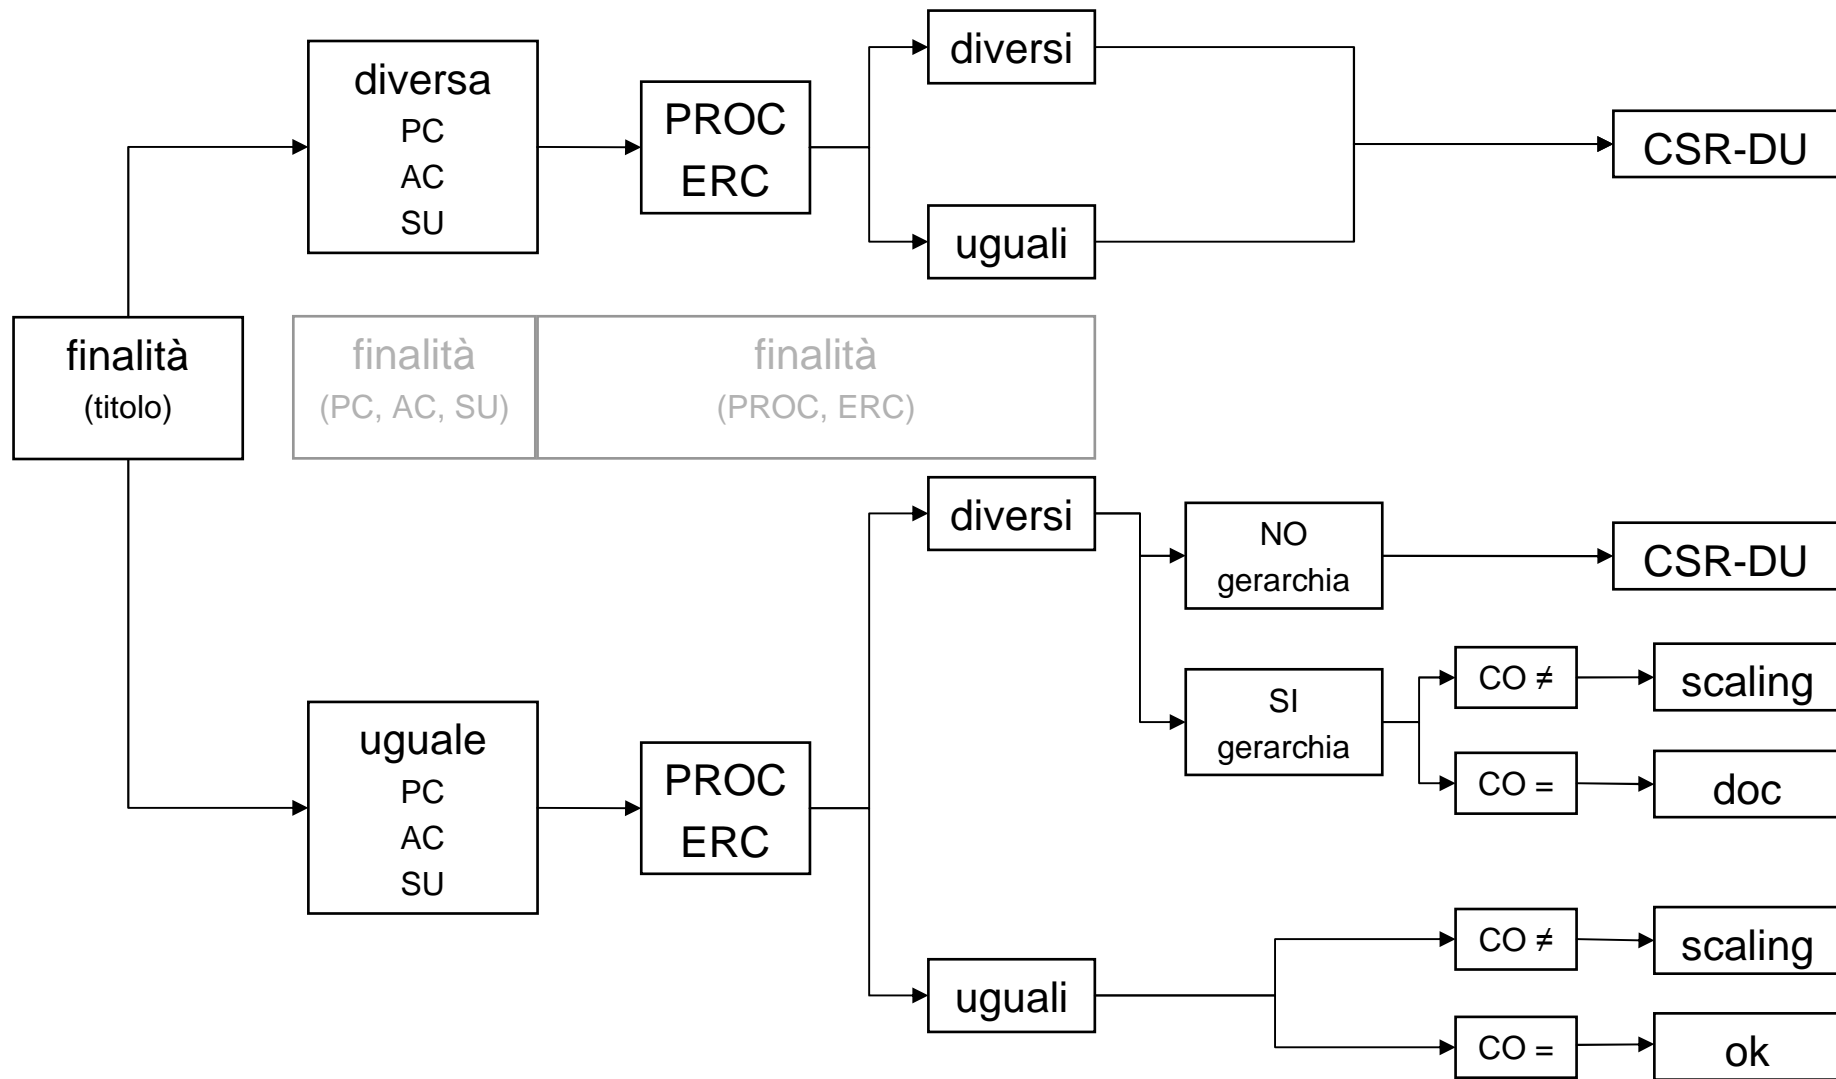 diversi
diversa
PC
AC
SU
PROC
ERC
CSR-DU
uguali
finalità
(titolo)
finalità
(PC, AC, SU)
finalità
(PROC, ERC)
diversi
NO
gerarchia
CSR-DU
SI
gerarchia
CO ≠
scaling
CO =
doc
uguale
PC
AC
SU
PROC
ERC
uguali
CO ≠
scaling
CO =
ok